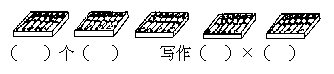 （ ）个（ ） 写作（ ）×（ ）